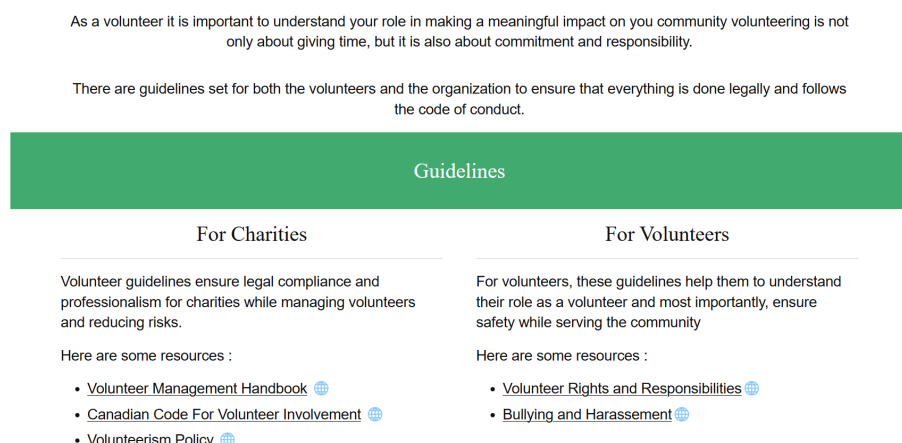 As a volunteer it is important to understand your role in making a meaningful impact on you community volunteering is not
only about giving time, but it is also about commitment and responsibility.
There are guidelines set for both the volunteers and the organization to ensure that everything is done legally and follows
the code of conduct.
Guidelines
For Charities
Volunteer guidelines ensure legal compliance and
professionalism for charities while managing volunteers
and reducing risks.
Here are some resources :
• Volunteer Management Handbook
• Canadian Code For Volunteer Involvement
• Volunteerism Policy
For Volunteers
For volunteers, these guidelines help them to understand
their role as a volunteer and most importantly, ensure
safety while serving the community
Here are some resources :
• Volunteer Rights and Responsibilities
• Bullying and Harassement